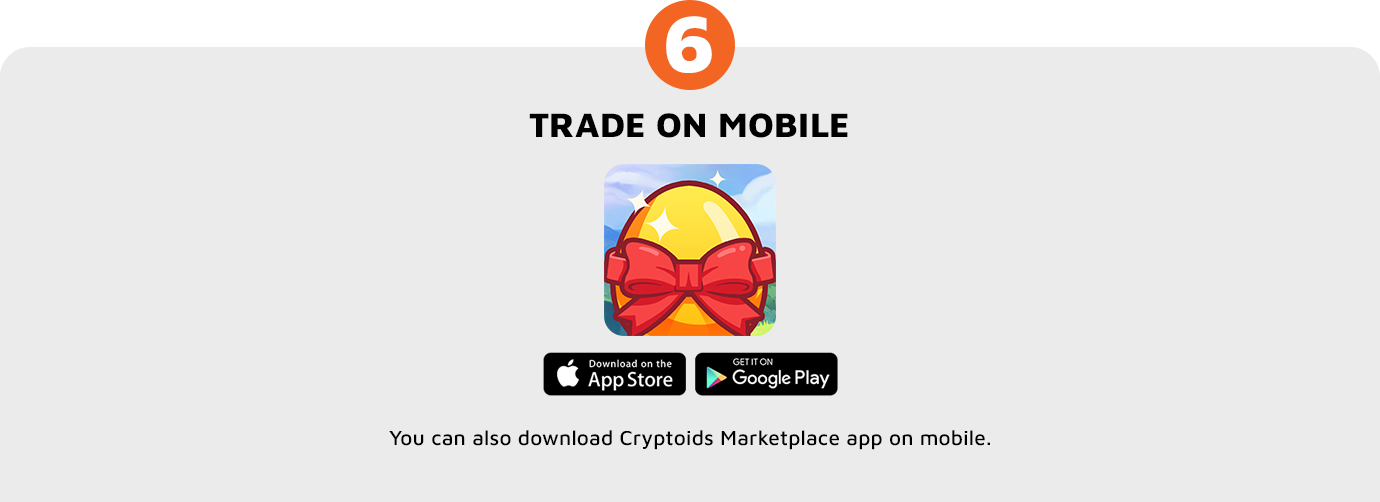 6
TRADE ON MOBILE
Download on the
App Store
GET IT ON
Google Play
You can also download Cryptoids Marketplace app on mobile.